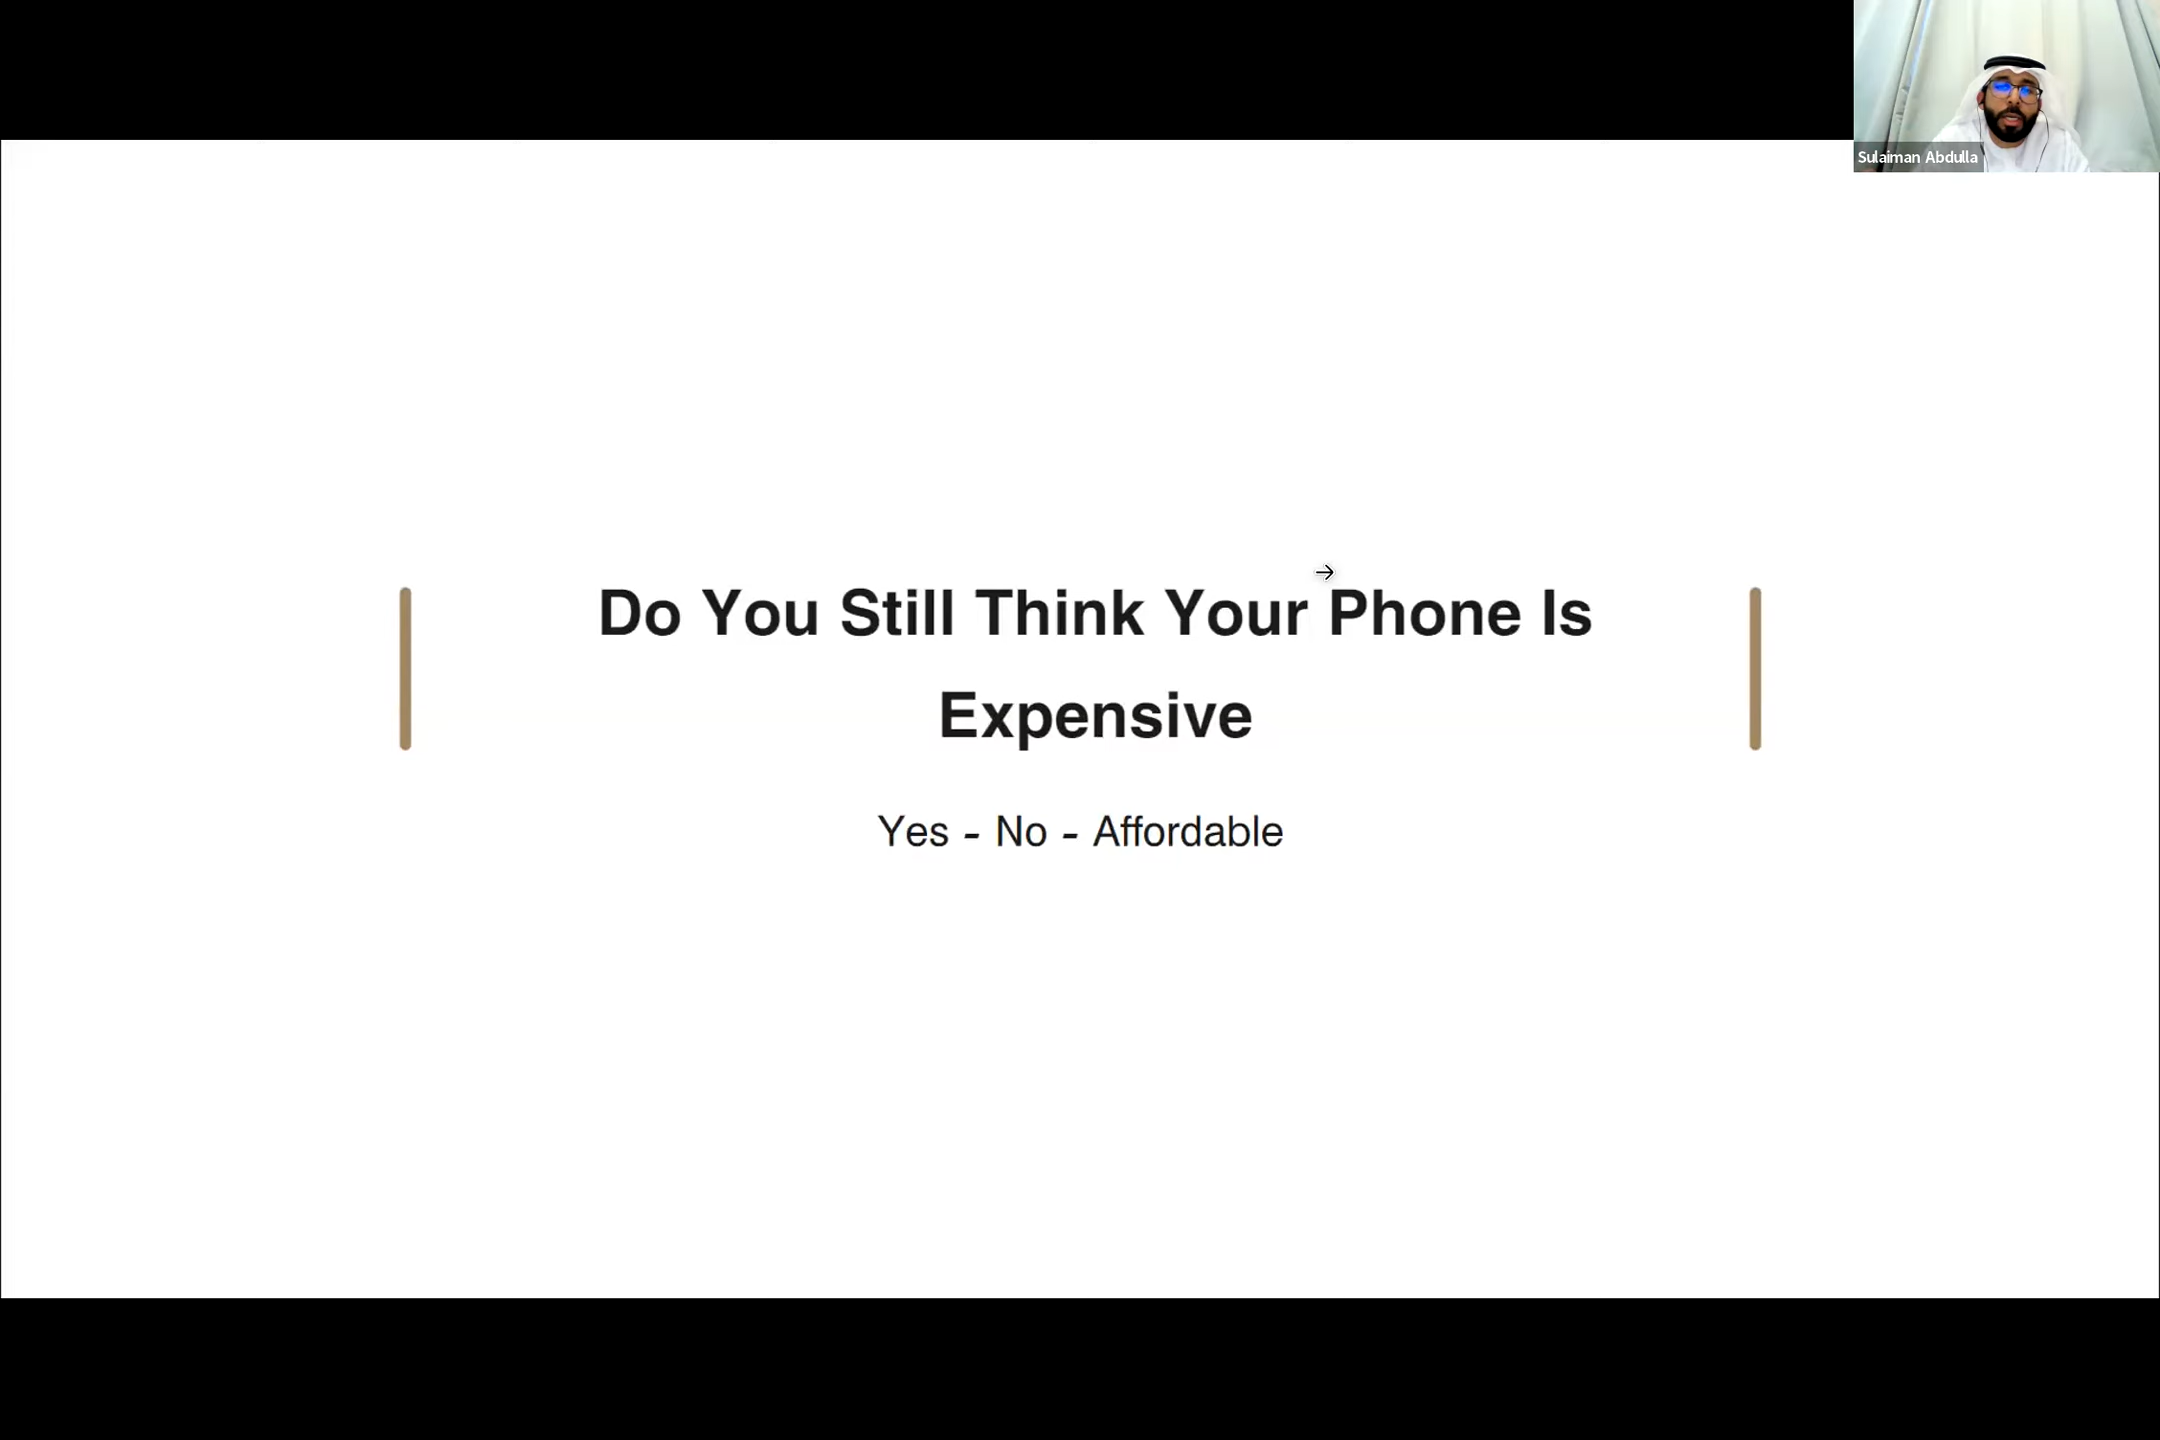 Sulaiman Abdulla
Do You Still Think Your Phone Is
Expensive
Yes - No - Affordable